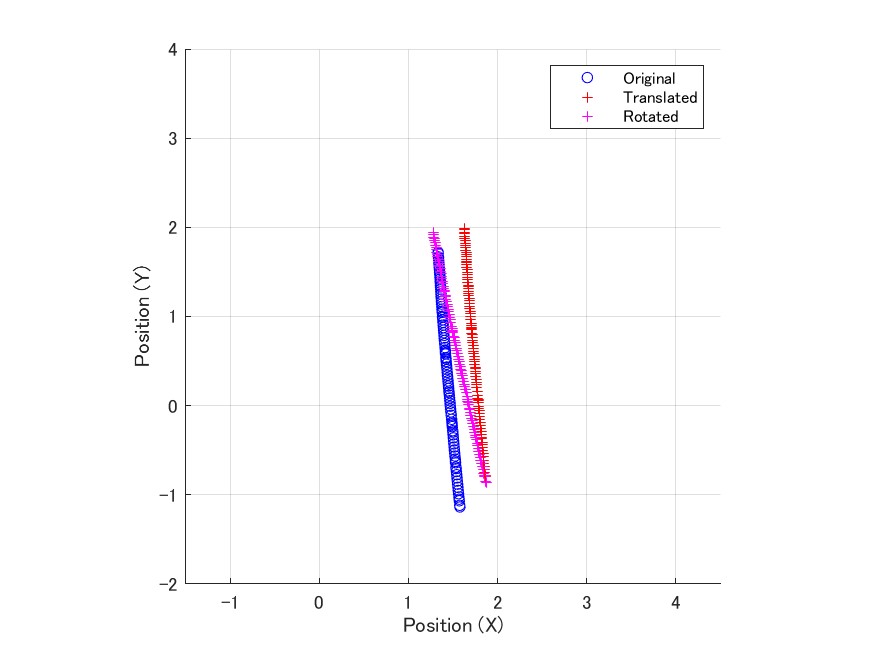 4
Original
Translated
Rotated
3
2
1
0
−1
−2
Position (Y)
−1 0 1 2 3 4
Position (X)